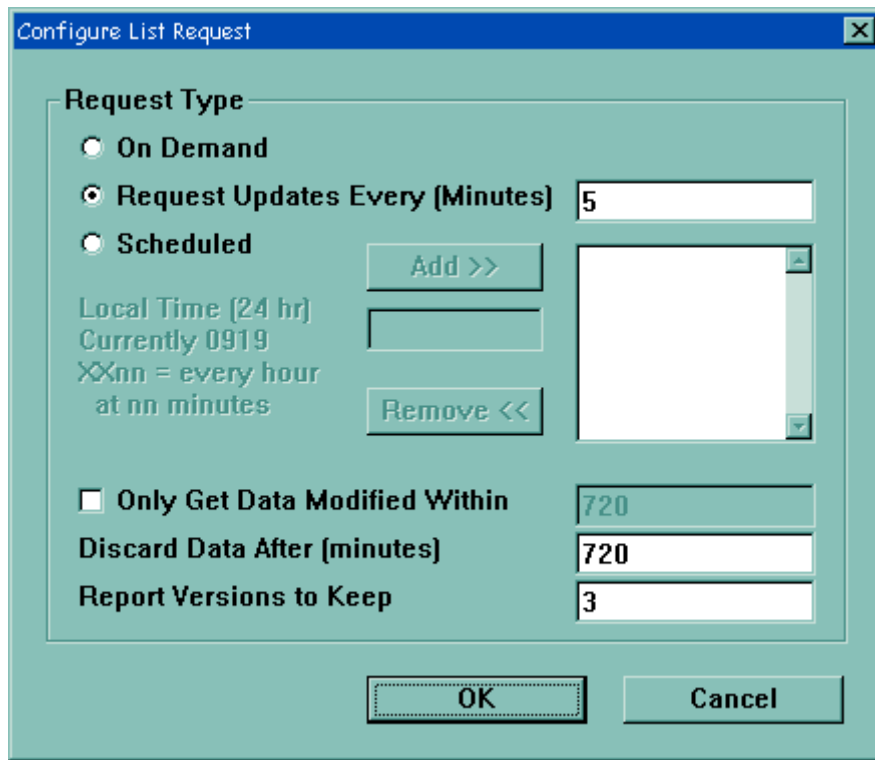 Configure List Request
Request Type
On Demand
Request Updates Every (Minutes) 5
Scheduled
Add >>
Local Time (24 hr)
Currently 0919
XXnn = every hour
at nn minutes
Remove <<
Only Get Data Modified Within 720
Discard Data After (minutes) 720
Report Versions to Keep 3
OK Cancel